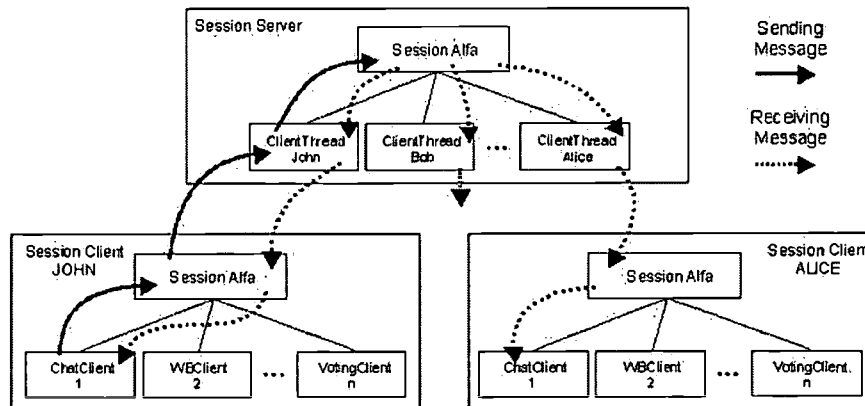 Session Server
Session Alfa
Sending
Message
Receiving
Message
ClientThread
John
ClientThread
Bob
...
ClientThread
Alice
Session Client
JOHN
Session Alfa
ChatClient
1
WBClient
2
...
VotingClient
n
Session Client
ALICE
Session Alfa
ChatClient
1
WBClient
2
...
VotingClient
n